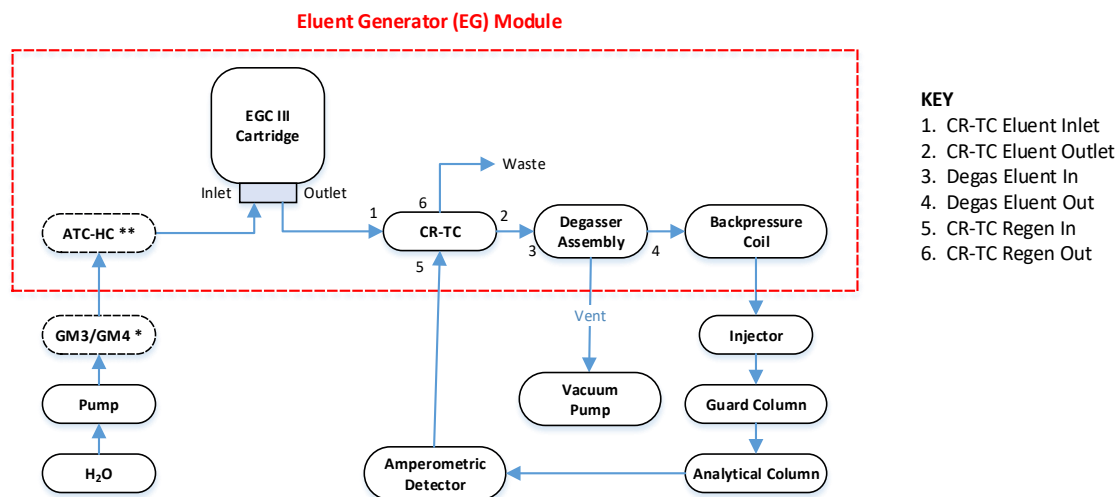 Eluent Generator (EG) Module
EGC III
Cartridge
Inlet
Outlet
Waste
6
1
2
ATC-HC **
CR-TC
Degasser
Assembly
Backpressure
Coil
3
4
5
Vent
GM3/GM4 *
Injector
Vacuum
Pump
Pump
Guard Column
H₂O
Amperometric
Detector
Analytical Column
KEY
1. CR-TC Eluent Inlet
2. CR-TC Eluent Outlet
3. Degas Eluent In
4. Degas Eluent Out
5. CR-TC Regen In
6. CR-TC Regen Out